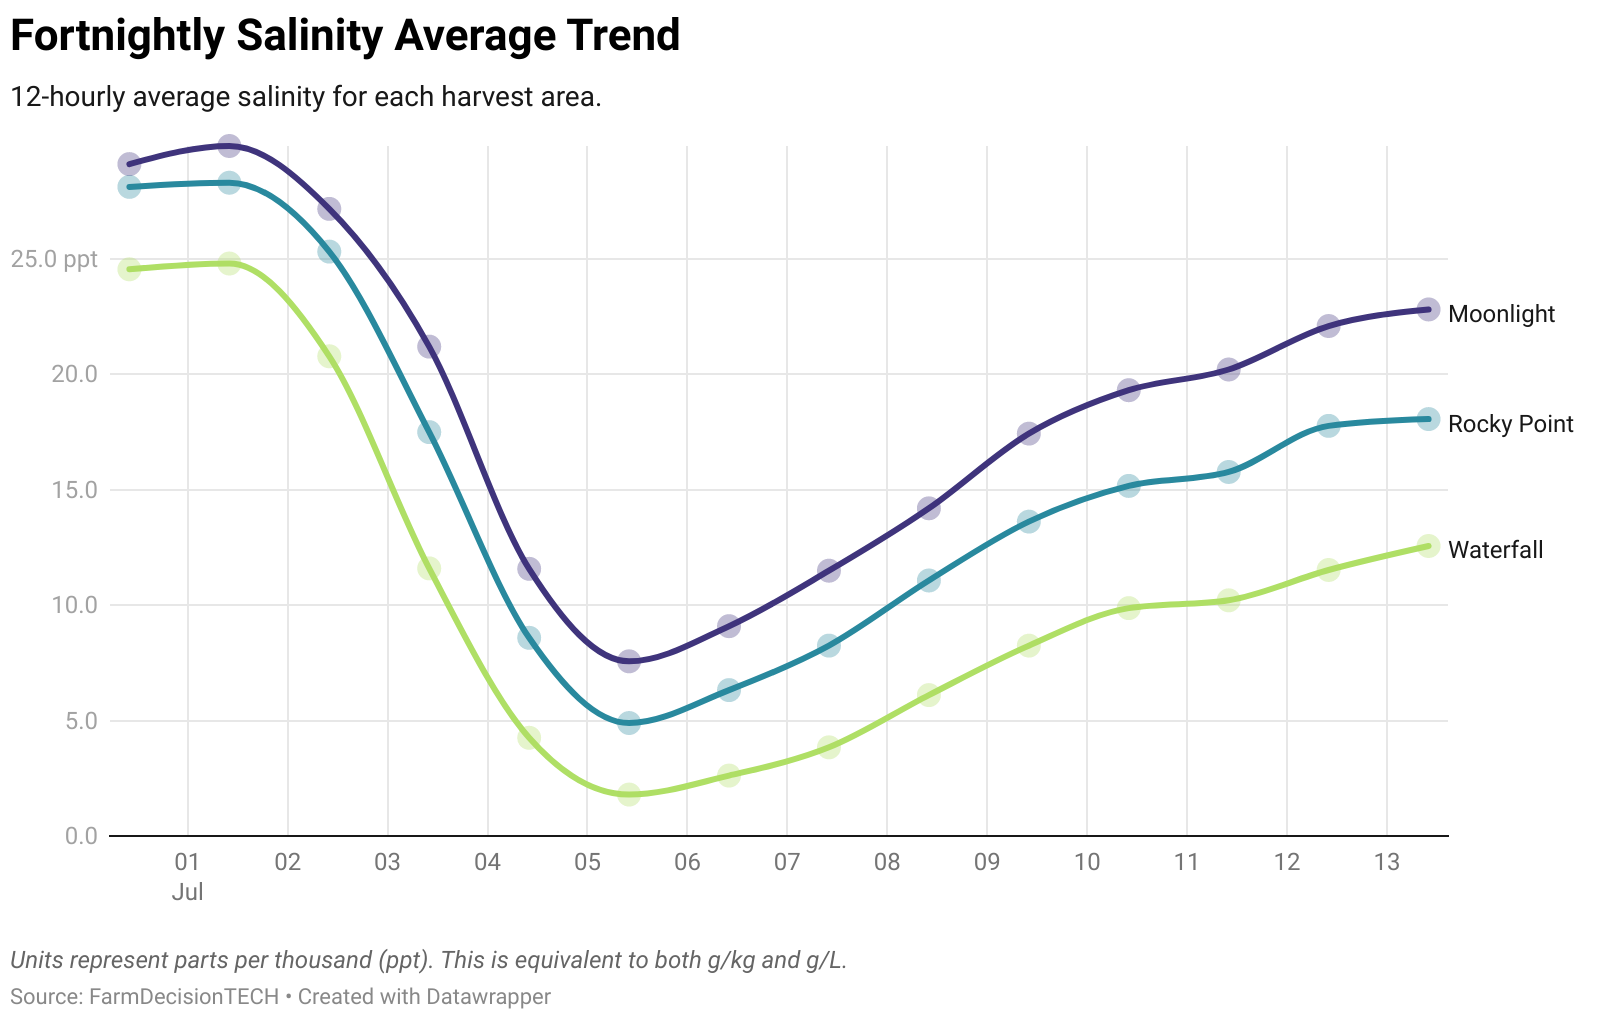 Fortnightly Salinity Average Trend
12-hourly average salinity for each harvest area.
25.0 ppt
20.0
15.0
10.0
5.0
0.0
Moonlight
Rocky Point
Waterfall
01 02 03 04 05 06 07 08 09 10 11 12 13
Jul
Units represent parts per thousand (ppt). This is equivalent to both g/kg and g/L.
Source: FarmDecisionTECH • Created with Datawrapper